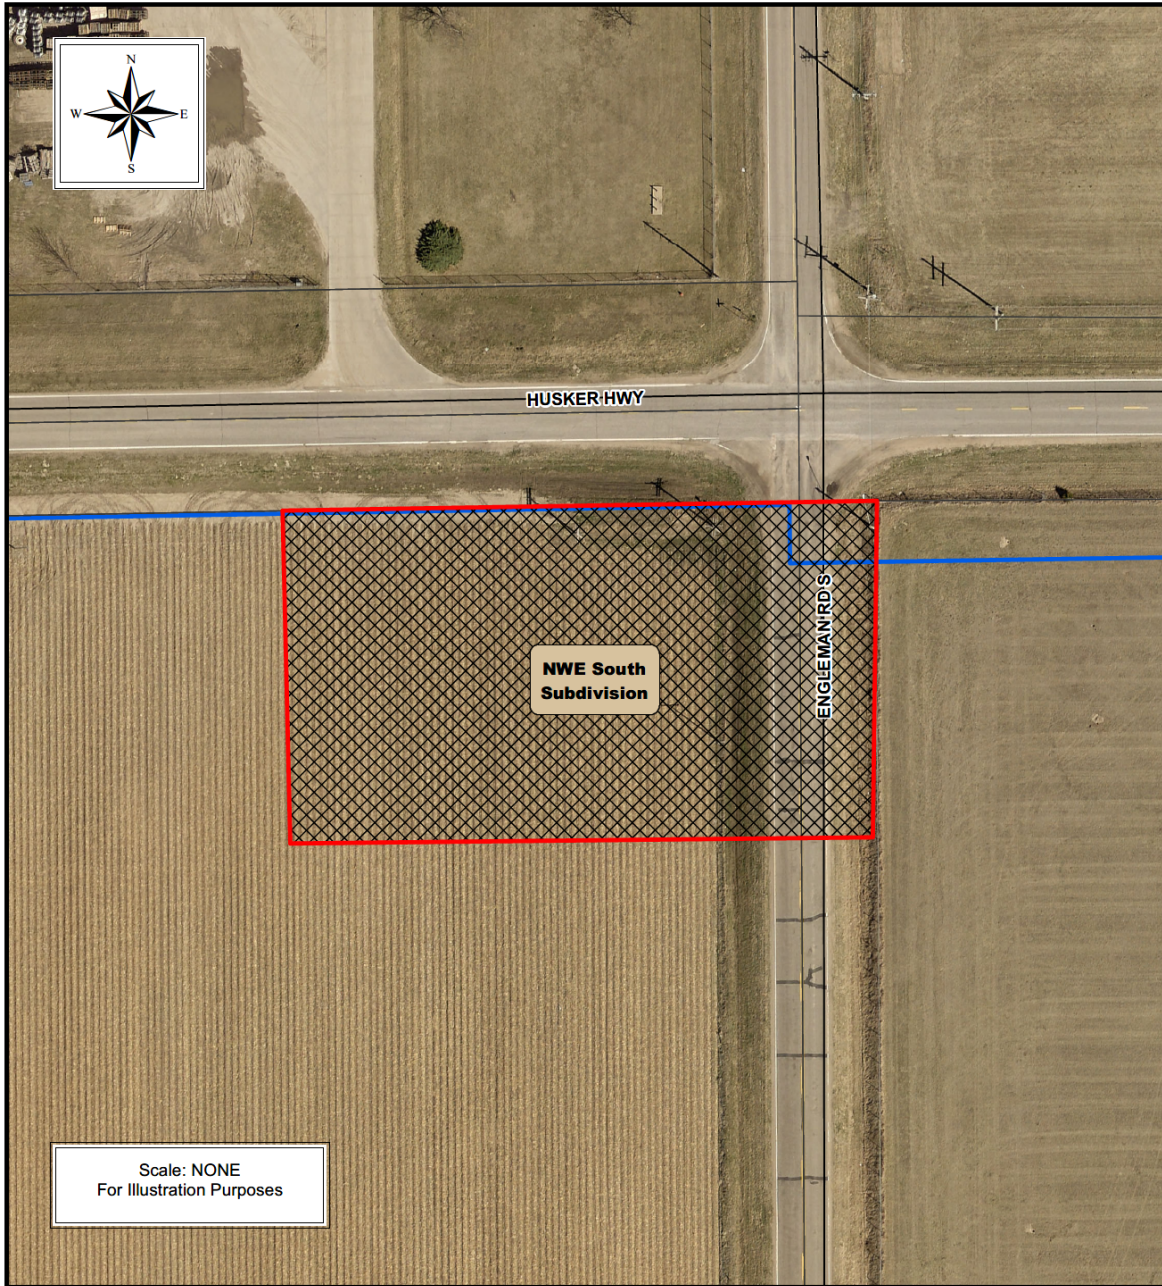 N
W E
S
HUSKER HWY
NWE South
Subdivision
ENGLEMAN RD S
Scale: NONE
For Illustration Purposes